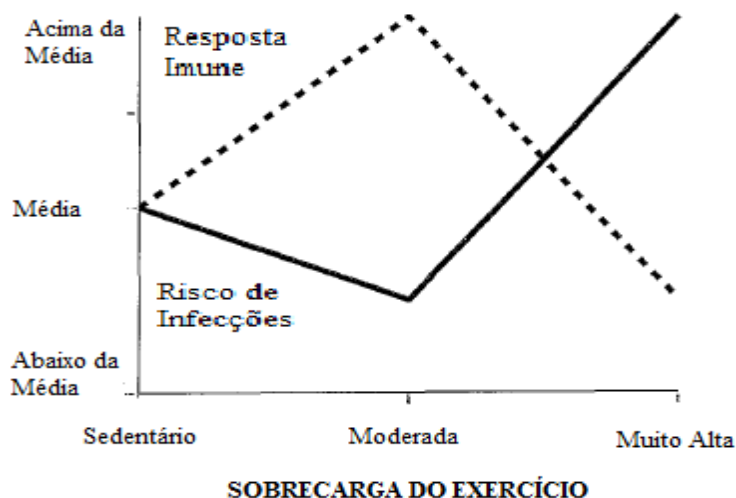 Acima da
Média
Resposta
Imune
Média
Risco de
Infecções
Abaixo da
Média
Sedentário
Moderada
Muito Alta
SOBRECARGA DO EXERCÍCIO